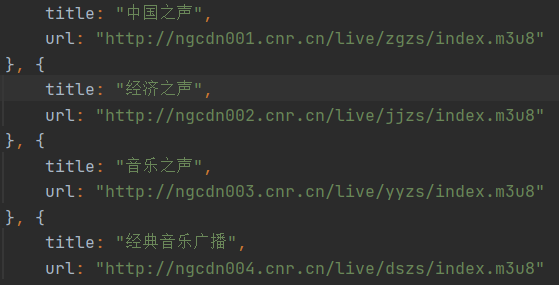 title: "中国之声",
url: "http://ngcdn001.cnr.cn/live/zgzs/index.m3u8"
}, {
title: "经济之声",
url: "http://ngcdn002.cnr.cn/live/jjzs/index.m3u8"
}, {
title: "音乐之声",
url: "http://ngcdn003.cnr.cn/live/yyzs/index.m3u8"
}, {
title: "经典音乐广播",
url: "http://ngcdn004.cnr.cn/live/dszs/index.m3u8"